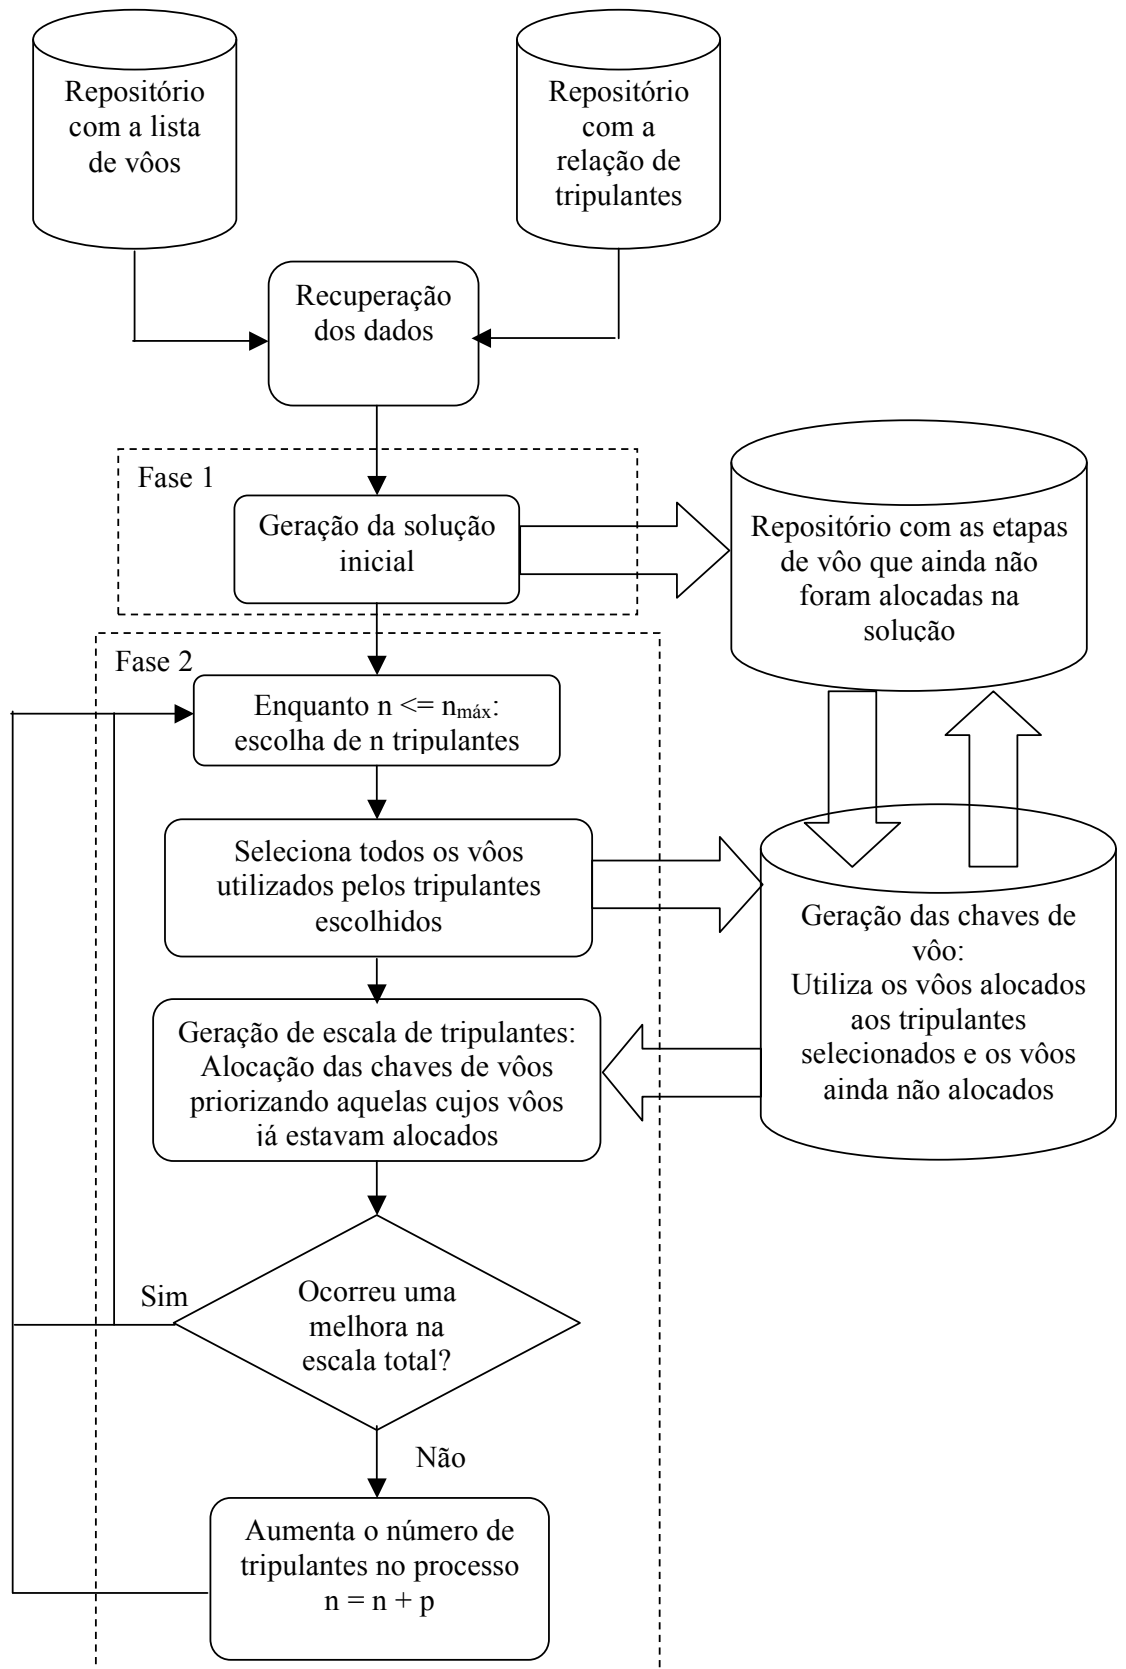 Repositório
com a lista
de vôos
Repositório
com a
relação de
tripulantes
Recuperação
dos dados
Fase 1
Geração da solução
inicial
Repositório com as etapas
de vôo que ainda não
foram alocadas na
solução
Fase 2
Enquanto n <= nmáx:
escolha de n tripulantes
Seleciona todos os vôos
utilizados pelos tripulantes
escolhidos
Geração das chaves de
vôo:
Utiliza os vôos alocados
aos tripulantes
selecionados e os vôos
ainda não alocados
Geração de escala de tripulantes:
Alocação das chaves de vôos
priorizando aquelas cujos vôos
já estavam alocados
Sim
Ocorreu uma
melhora na
escala total?
Não
Aumenta o número de
tripulantes no processo
n = n + p